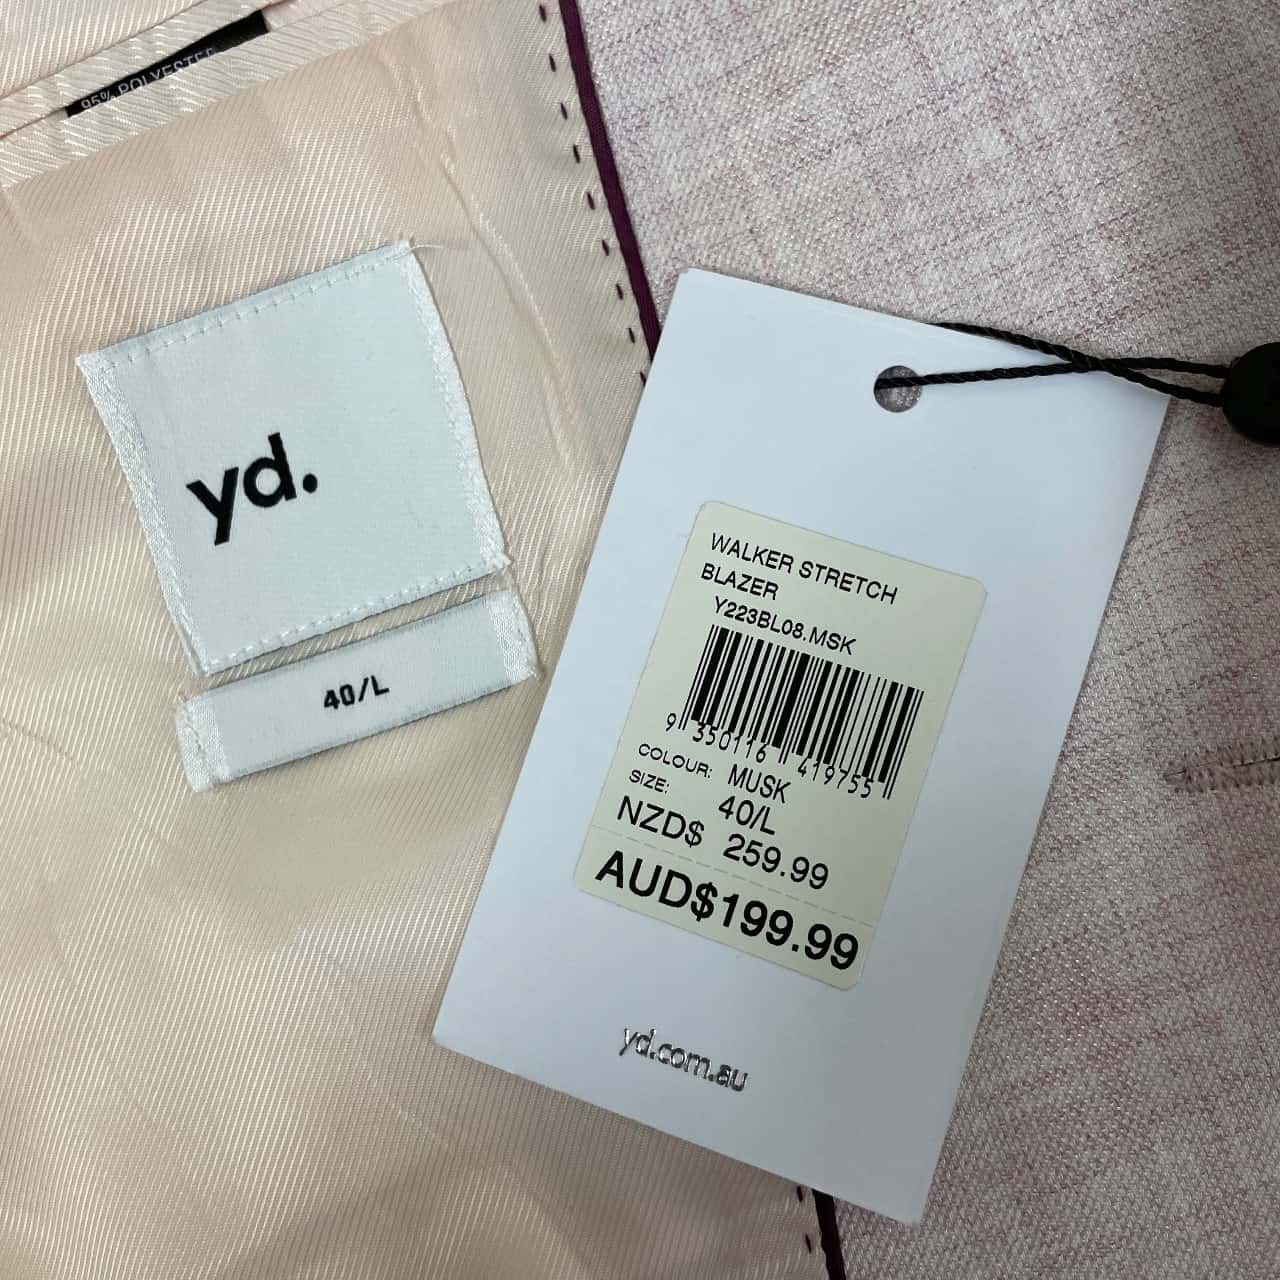 95% POLYESTER
yd.
40/L
WALKER STRETCH
BLAZER
Y223BL08.MSK
9 350116 419755
COLOUR: MUSK
SIZE: 40/L
NZD$ 259.99
AUD$199.99
yd.com.au